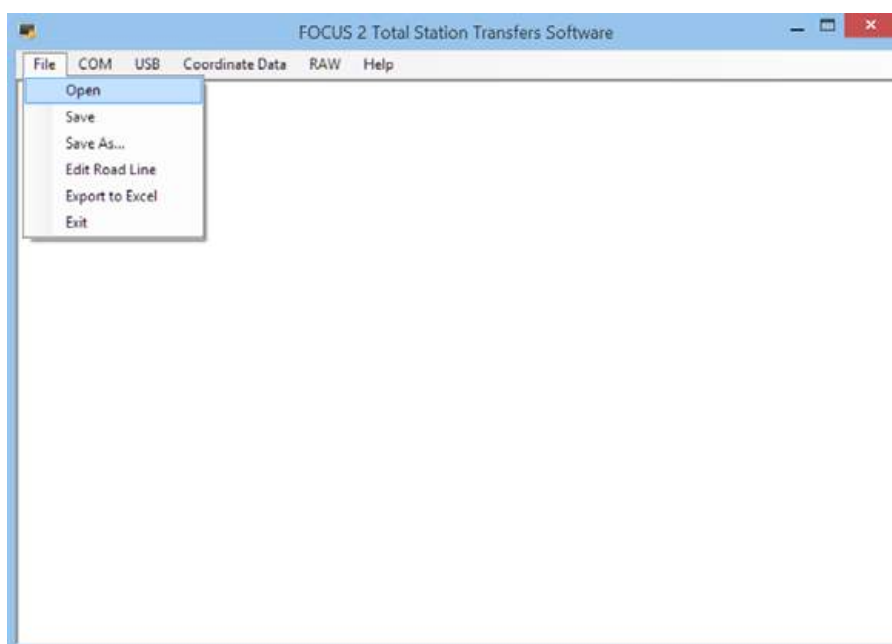 FOCUS 2 Total Station Transfers Software
File COM USB Coordinate Data RAW Help
Open
Save
Save As...
Edit Road Line
Export to Excel
Exit